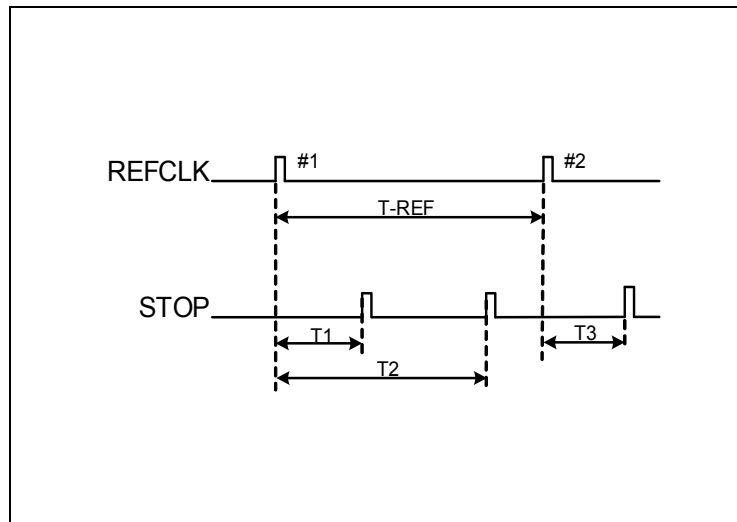 REFCLK
#1
#2
T-REF
STOP
T1
T3
T2